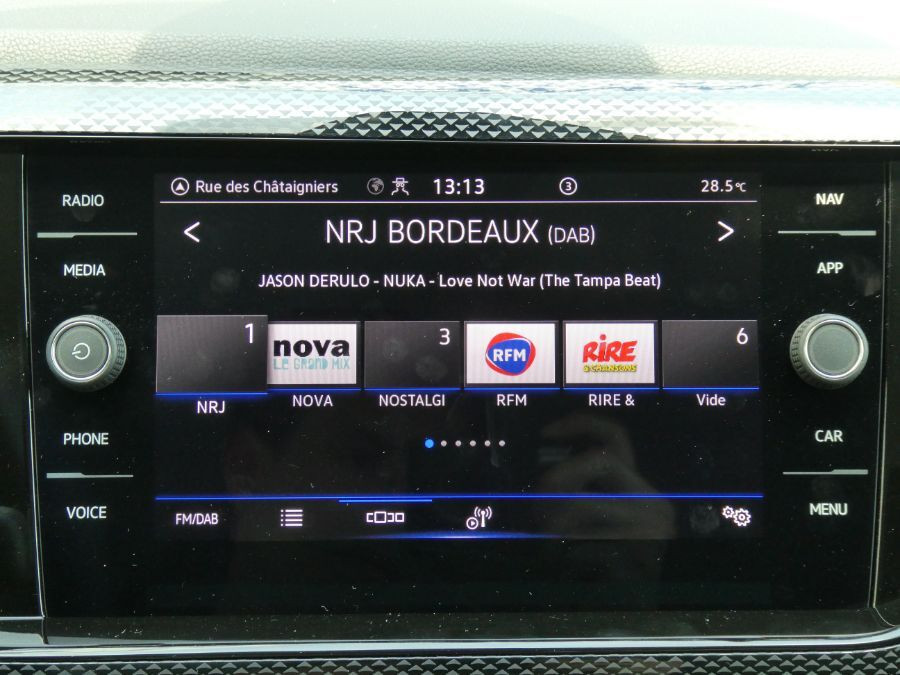 RADIO
MEDIA
PHONE
VOICE
Rue des Châtaigniers 13:13 3 28.5°C
< NRJ BORDEAUX (DAB) >
JASON DERULO - NUKA - Love Not War (The Tampa Beat)
1 nova 3 RFM RIRE 6
LE GRAND MIX & CHANSONS
NRJ NOVA NOSTALGI RFM RIRE & Vide
FM/DAB
NAV
APP
CAR
MENU